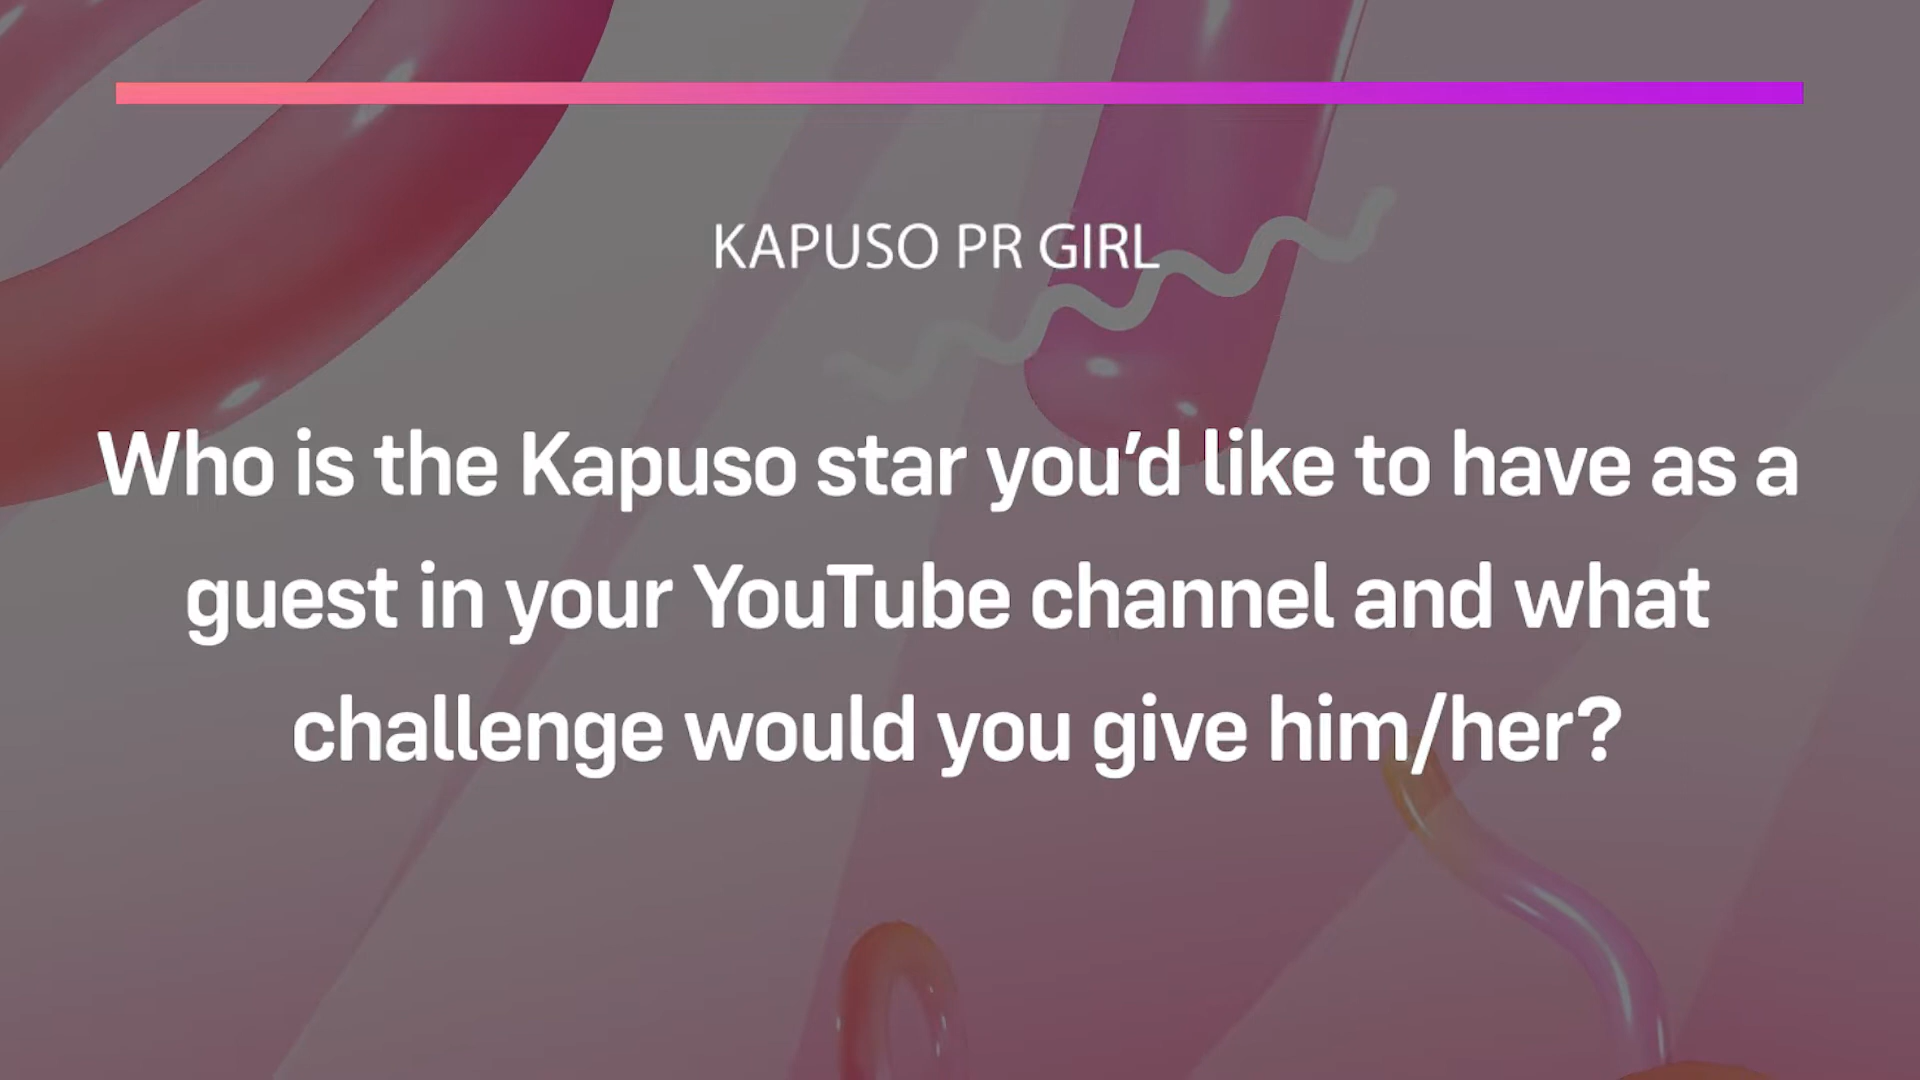 KAPUSO PR GIRL
Who is the Kapuso star you’d like to have as a
guest in your YouTube channel and what
challenge would you give him/her?